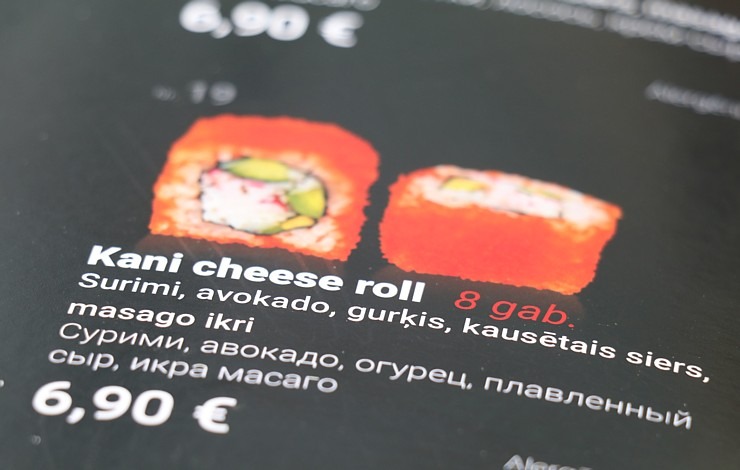 6,90 €
19
Kani cheese roll 8 gab.
Surimi, avokado, gurķis, kausētais siers,
masago ikri
Сурими, авокадо, огурец, плавленный
сыр, икра масаго
6,90 €